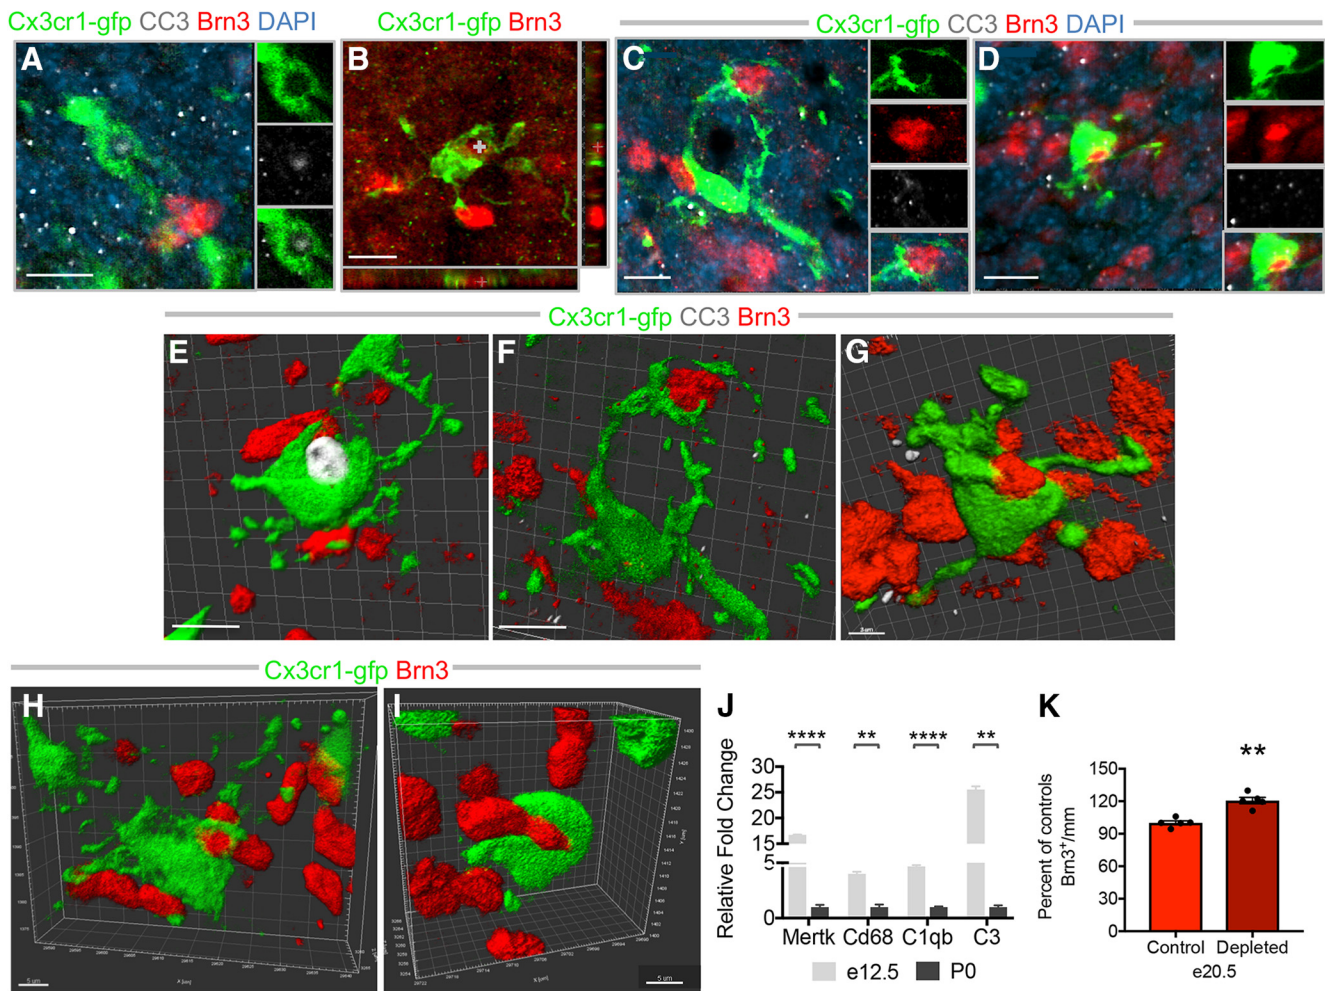 Cx3cr1-gfp CC3 Brn3 DAPI
Cx3cr1-gfp Brn3
Cx3cr1-gfp CC3 Brn3 DAPI
A
B
C
D
Cx3cr1-gfp CC3 Brn3
E
F
G
Cx3cr1-gfp Brn3
H
I
5 um
5 um
J
**** ** **** **
Relative Fold Change
30
25
20
15
5
0
Mertk Cd68 C1qb C3
e12.5 P0
K
**
Percent of controls
Brn3⁺/mm
150
120
90
60
30
0
Control Depleted
e20.5